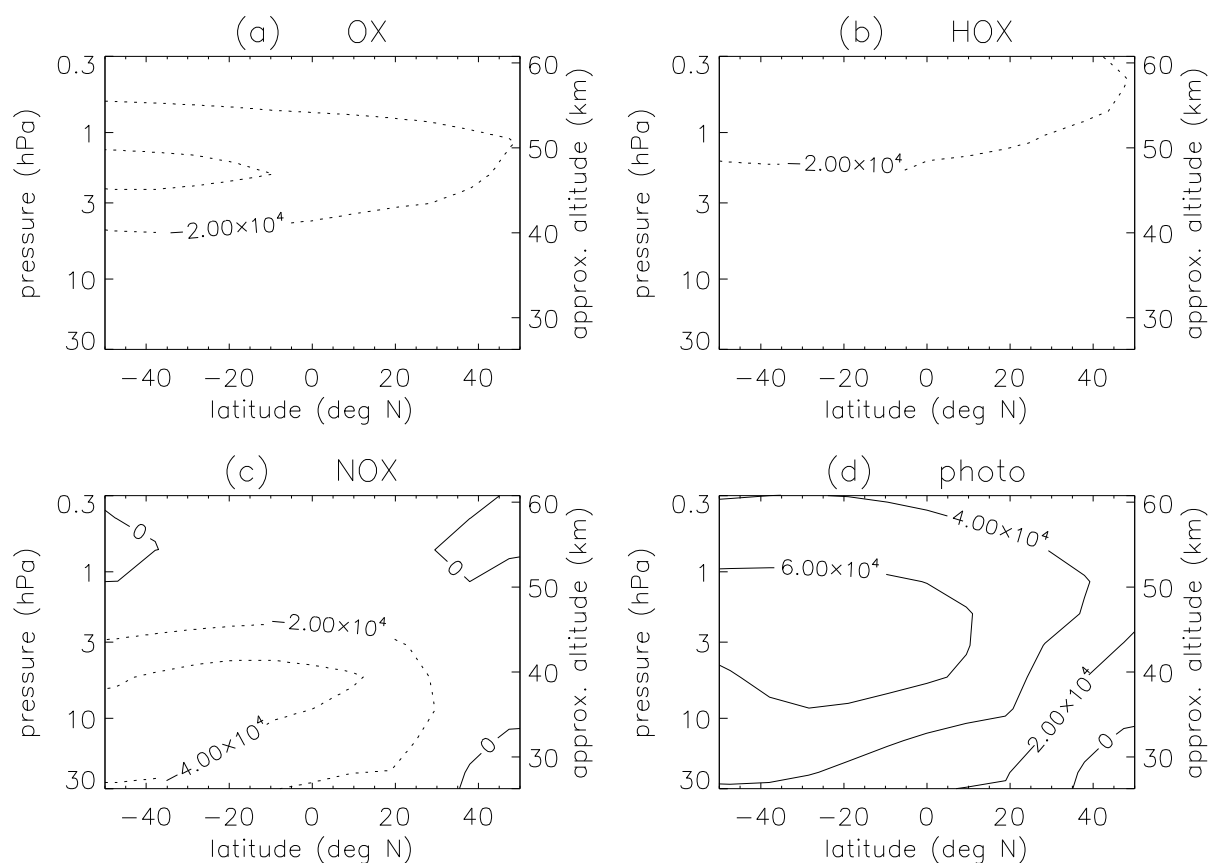 (a) OX
0.3
1
3
10
30
pressure (hPa)
60
50
40
30
approx. altitude (km)
−2.00×10⁴
−40 −20 0 20 40
latitude (deg N)
(b) HOX
0.3
1
3
10
30
pressure (hPa)
60
50
40
30
approx. altitude (km)
−2.00×10⁴
−40 −20 0 20 40
latitude (deg N)
(c) NOX
0.3
1
3
10
30
pressure (hPa)
60
50
40
30
approx. altitude (km)
0
0
−2.00×10⁴
−4.00×10⁴
0
−40 −20 0 20 40
latitude (deg N)
(d) photo
0.3
1
3
10
30
pressure (hPa)
60
50
40
30
approx. altitude (km)
4.00×10⁴
6.00×10⁴
2.00×10⁴
0
−40 −20 0 20 40
latitude (deg N)